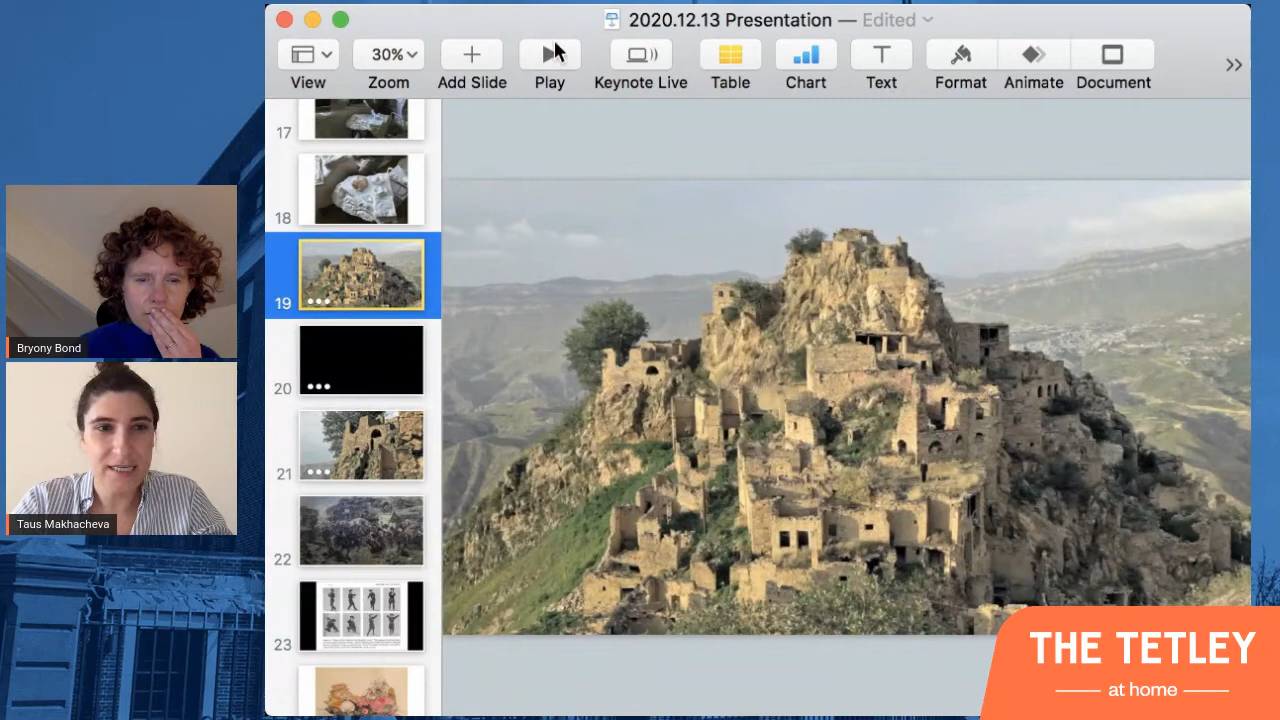 2020.12.13 Presentation — Edited
30%
View
Zoom
Add Slide
Play
Keynote Live
Table
Chart
Text
Format
Animate
Document
17
18
19
20
21
22
23
Bryony Bond
Taus Makhacheva
THE TETLEY
at home